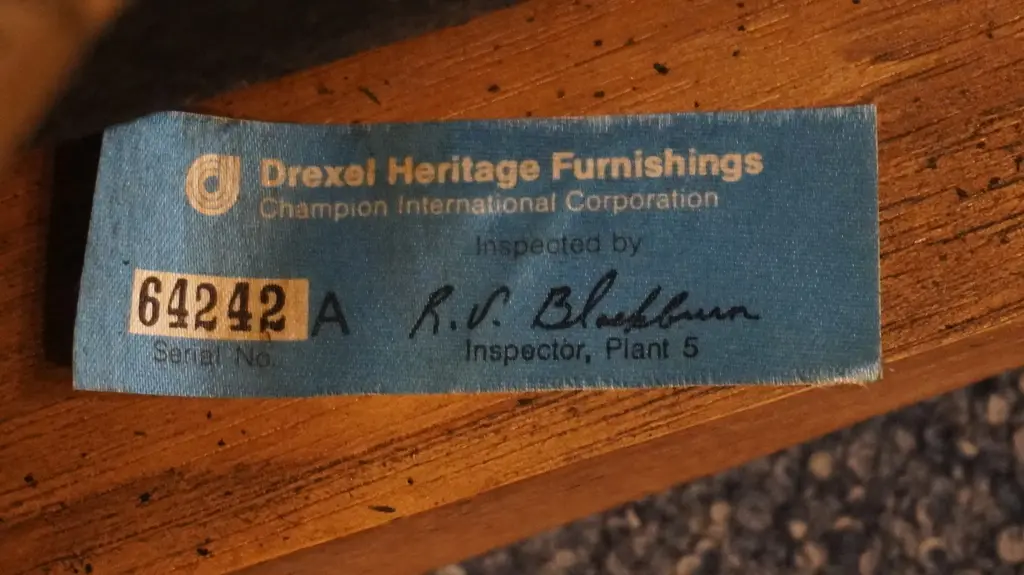 Drexel Heritage Furnishings
Champion International Corporation
Inspected by
64242 A R.V. Blackburn
Serial No. Inspector, Plant 5